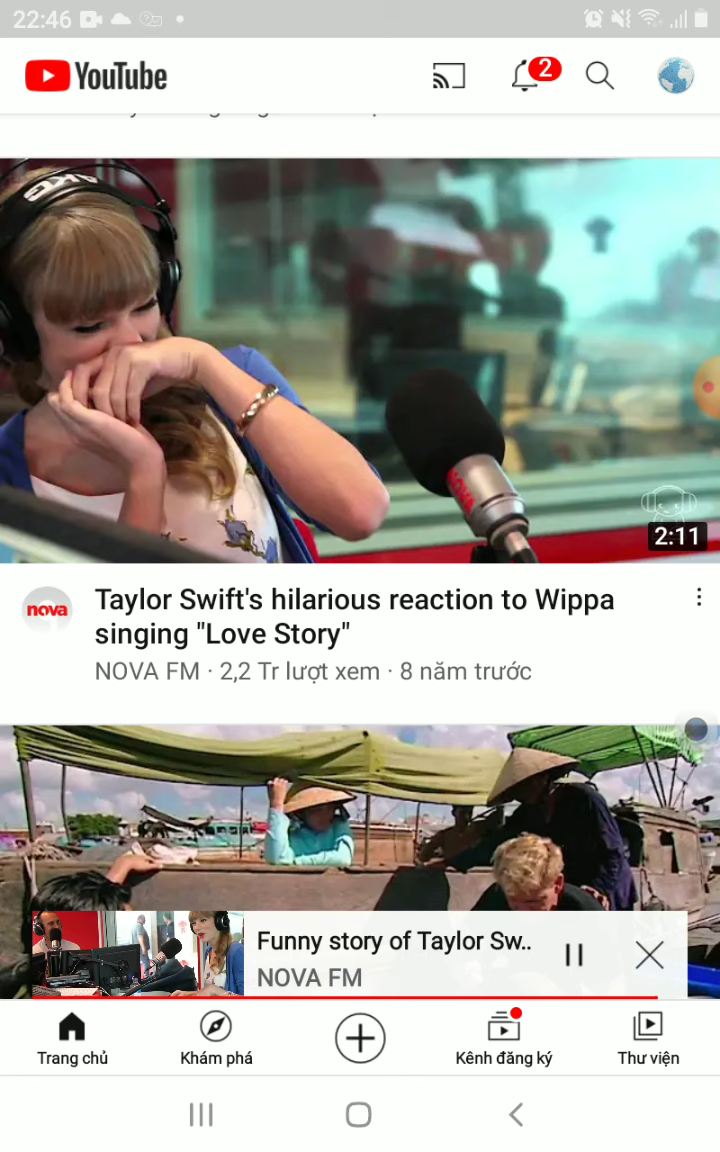 22:46
YouTube
2
AKG
NOVA
2:11
nova
Taylor Swift's hilarious reaction to Wippa
singing "Love Story"
NOVA FM · 2,2 Tr lượt xem · 8 năm trước
Funny story of Taylor Sw..
NOVA FM
Trang chủ
Khám phá
Kênh đăng ký
Thư viện